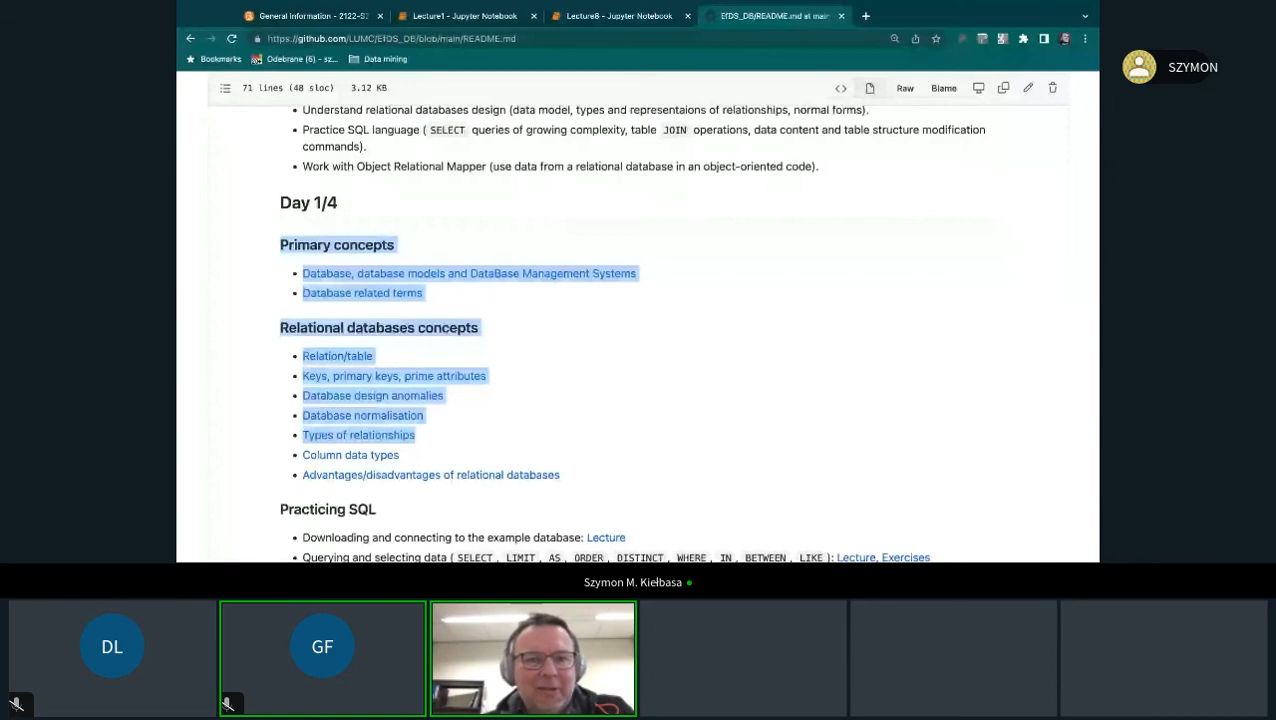 General Information - 2122-S2
Lecture1 - Jupyter Notebook
Lecture8 - Jupyter Notebook
EfDS_DB/README.md at main
https://github.com/LUMC/EfDS_DB/blob/main/README.md
Bookmarks
Odebrane (6) - sz...
Data mining
SZYMON
71 lines (48 sloc) 3.12 KB
Raw
Blame
Understand relational databases design (data model, types and representaions of relationships, normal forms).
Practice SQL language ( SELECT queries of growing complexity, table JOIN operations, data content and table structure modification
commands).
Work with Object Relational Mapper (use data from a relational database in an object-oriented code).
Day 1/4
Primary concepts
Database, database models and DataBase Management Systems
Database related terms
Relational databases concepts
Relation/table
Keys, primary keys, prime attributes
Database design anomalies
Database normalisation
Types of relationships
Column data types
Advantages/disadvantages of relational databases
Practicing SQL
Downloading and connecting to the example database: Lecture
Querying and selecting data ( SELECT , LIMIT , AS , ORDER , DISTINCT , WHERE , IN , BETWEEN , LIKE ): Lecture, Exercises
Szymon M. Kiełbasa
DL
GF